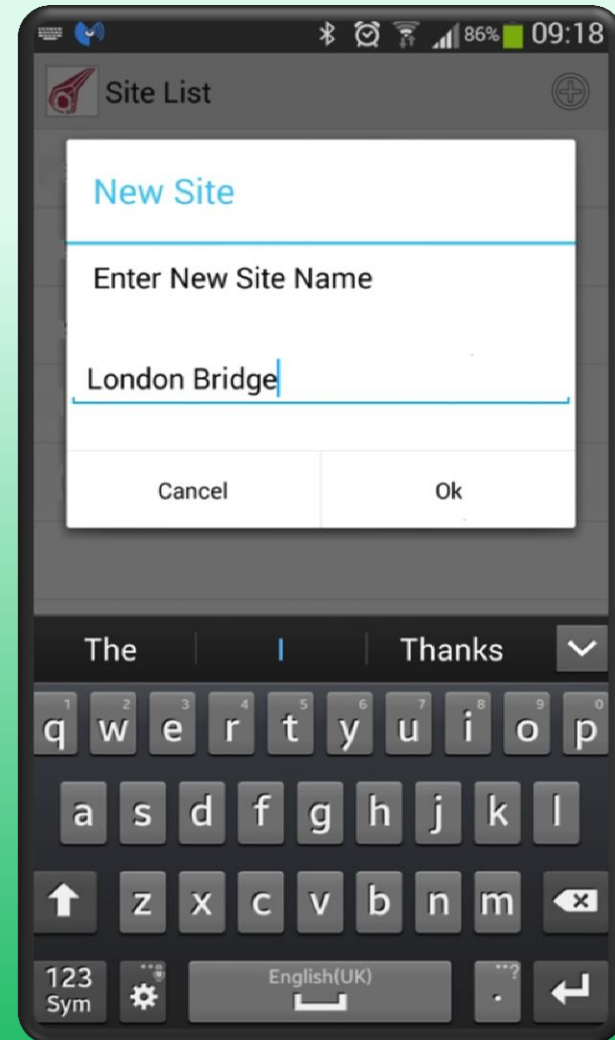 86% 09:18
Site List
New Site
Enter New Site Name
London Bridge
Cancel Ok
The I Thanks
1 2 3 4 5 6 7 8 9 0
q w e r t y u i o p
a s d f g h j k l
z x c v b n m
123 English(UK) ?
Sym .